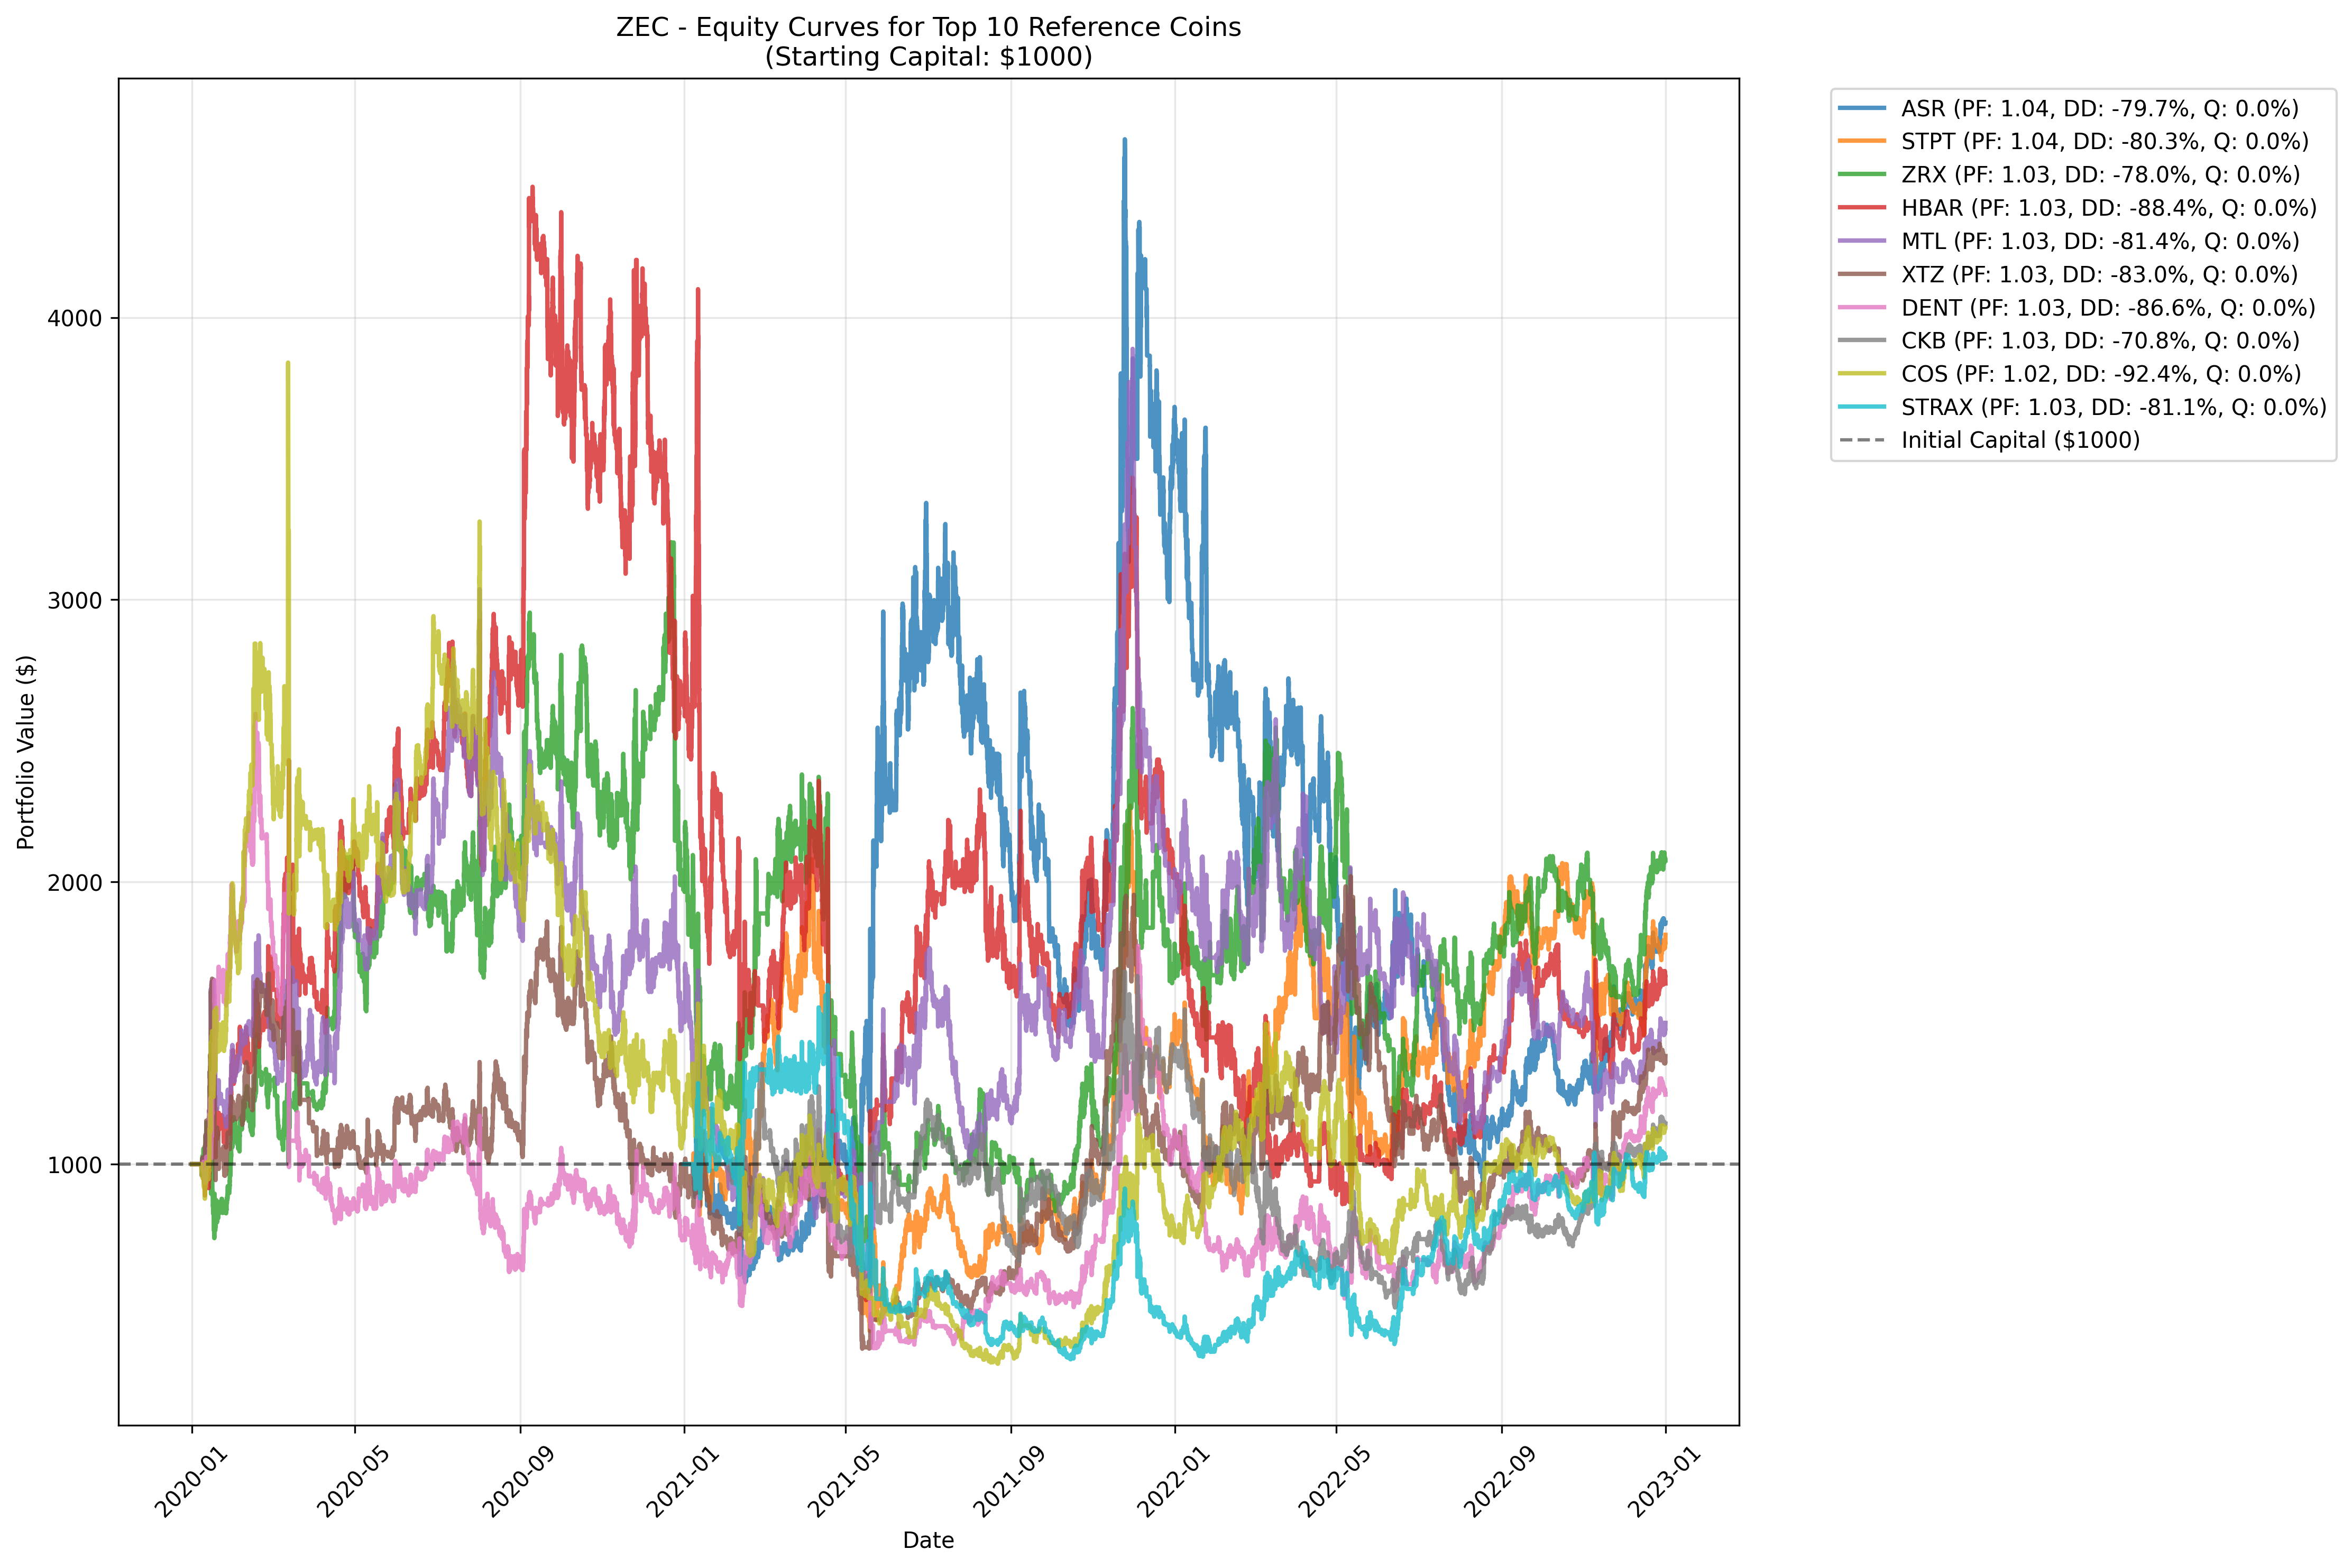 ZEC - Equity Curves for Top 10 Reference Coins
(Starting Capital: $1000)
ASR (PF: 1.04, DD: -79.7%, Q: 0.0%)
STPT (PF: 1.04, DD: -80.3%, Q: 0.0%)
ZRX (PF: 1.03, DD: -78.0%, Q: 0.0%)
HBAR (PF: 1.03, DD: -88.4%, Q: 0.0%)
MTL (PF: 1.03, DD: -81.4%, Q: 0.0%)
XTZ (PF: 1.03, DD: -83.0%, Q: 0.0%)
DENT (PF: 1.03, DD: -86.6%, Q: 0.0%)
CKB (PF: 1.03, DD: -70.8%, Q: 0.0%)
COS (PF: 1.02, DD: -92.4%, Q: 0.0%)
STRAX (PF: 1.03, DD: -81.1%, Q: 0.0%)
Initial Capital ($1000)
Portfolio Value ($)
4000
3000
2000
1000
2020-01
2020-05
2020-09
2021-01
2021-05
2021-09
2022-01
2022-05
2022-09
2023-01
Date